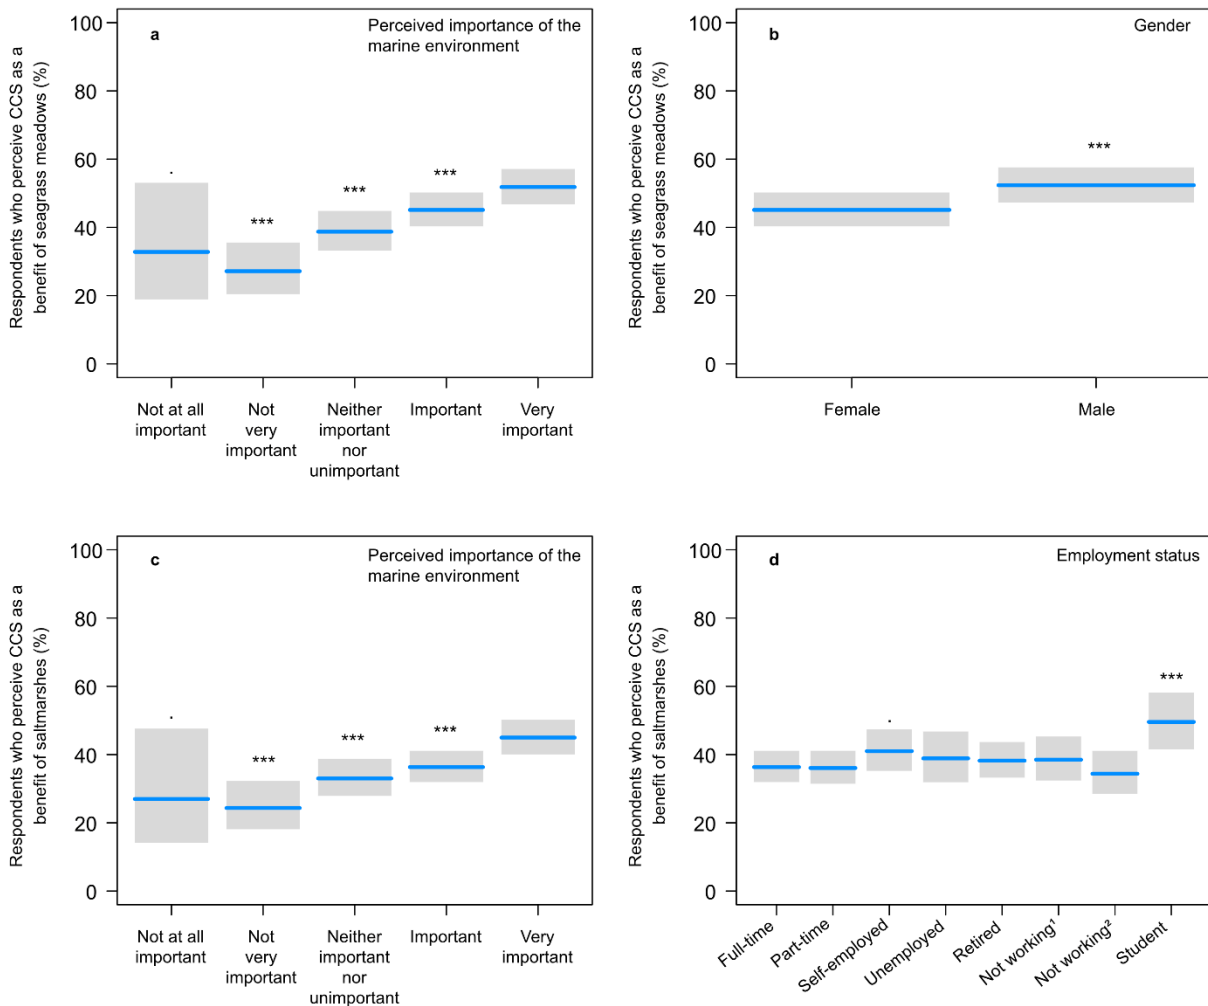 Respondents who perceive CCS as a
benefit of seagrass meadows (%)
100
80
60
40
20
0
a
Perceived importance of the
marine environment
.
***
***
***
Not at all
important
Not
very
important
Neither
important
nor
unimportant
Important
Very
important
Respondents who perceive CCS as a
benefit of seagrass meadows (%)
100
80
60
40
20
0
b
Gender
***
Female
Male
Respondents who perceive CCS as a
benefit of saltmarshes (%)
100
80
60
40
20
0
c
Perceived importance of the
marine environment
.
***
***
***
Not at all
important
Not
very
important
Neither
important
nor
unimportant
Important
Very
important
Respondents who perceive CCS as a
benefit of saltmarshes (%)
100
80
60
40
20
0
d
Employment status
.
***
Full-time
Part-time
Self-employed
Unemployed
Retired
Not working¹
Not working²
Student